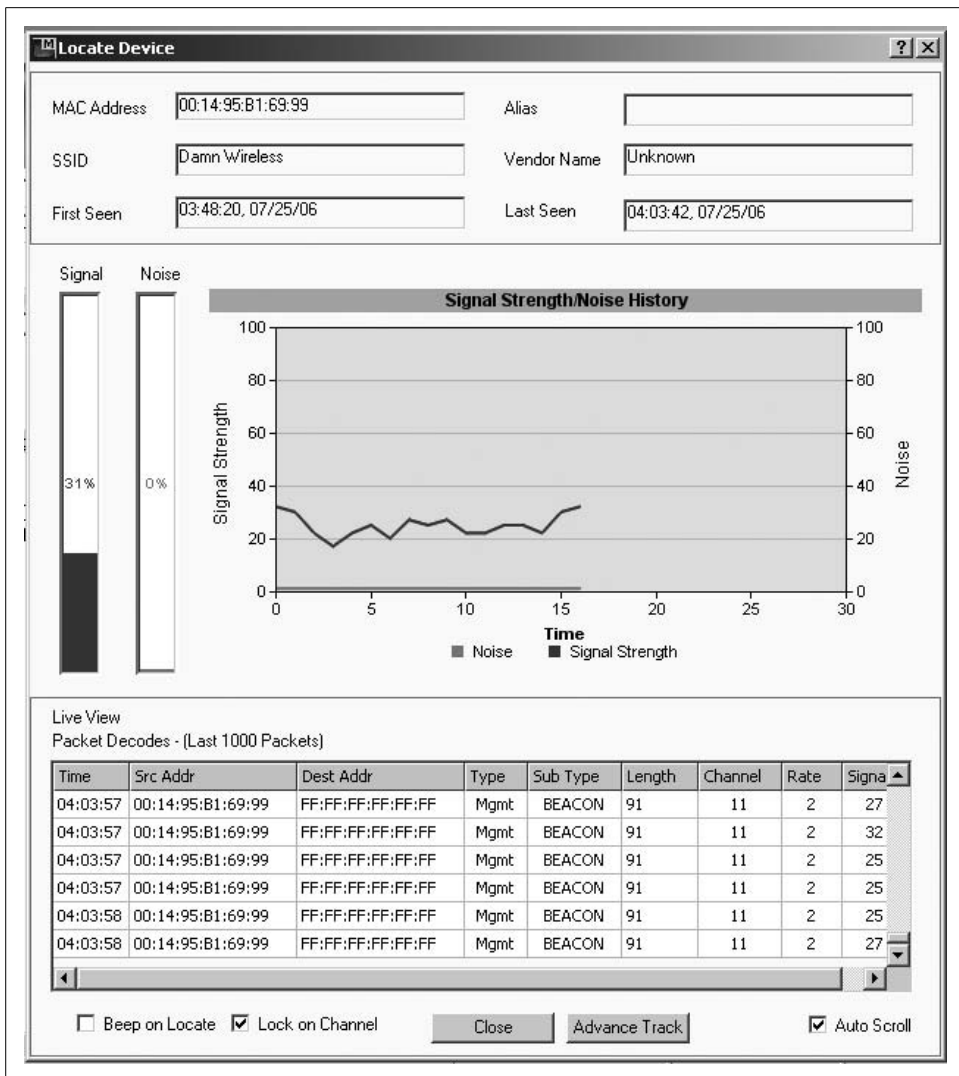 Locate Device
MAC Address 00:14:95:B1:69:99 Alias
SSID Damn Wireless Vendor Name Unknown
First Seen 03:48:20, 07/25/06 Last Seen 04:03:42, 07/25/06
Signal Noise
31% 0%
Signal Strength/Noise History
100 100
80 80
60 60
40 40
20 20
0 0
Signal Strength
Noise
0 5 10 15 20 25 30
Time
Noise Signal Strength
Live View
Packet Decodes - (Last 1000 Packets)
Time Src Addr Dest Addr Type Sub Type Length Channel Rate Signa
04:03:57 00:14:95:B1:69:99 FF:FF:FF:FF:FF:FF Mgmt BEACON 91 11 2 27
04:03:57 00:14:95:B1:69:99 FF:FF:FF:FF:FF:FF Mgmt BEACON 91 11 2 32
04:03:57 00:14:95:B1:69:99 FF:FF:FF:FF:FF:FF Mgmt BEACON 91 11 2 25
04:03:57 00:14:95:B1:69:99 FF:FF:FF:FF:FF:FF Mgmt BEACON 91 11 2 25
04:03:58 00:14:95:B1:69:99 FF:FF:FF:FF:FF:FF Mgmt BEACON 91 11 2 25
04:03:58 00:14:95:B1:69:99 FF:FF:FF:FF:FF:FF Mgmt BEACON 91 11 2 27
Beep on Locate Lock on Channel Close Advance Track Auto Scroll